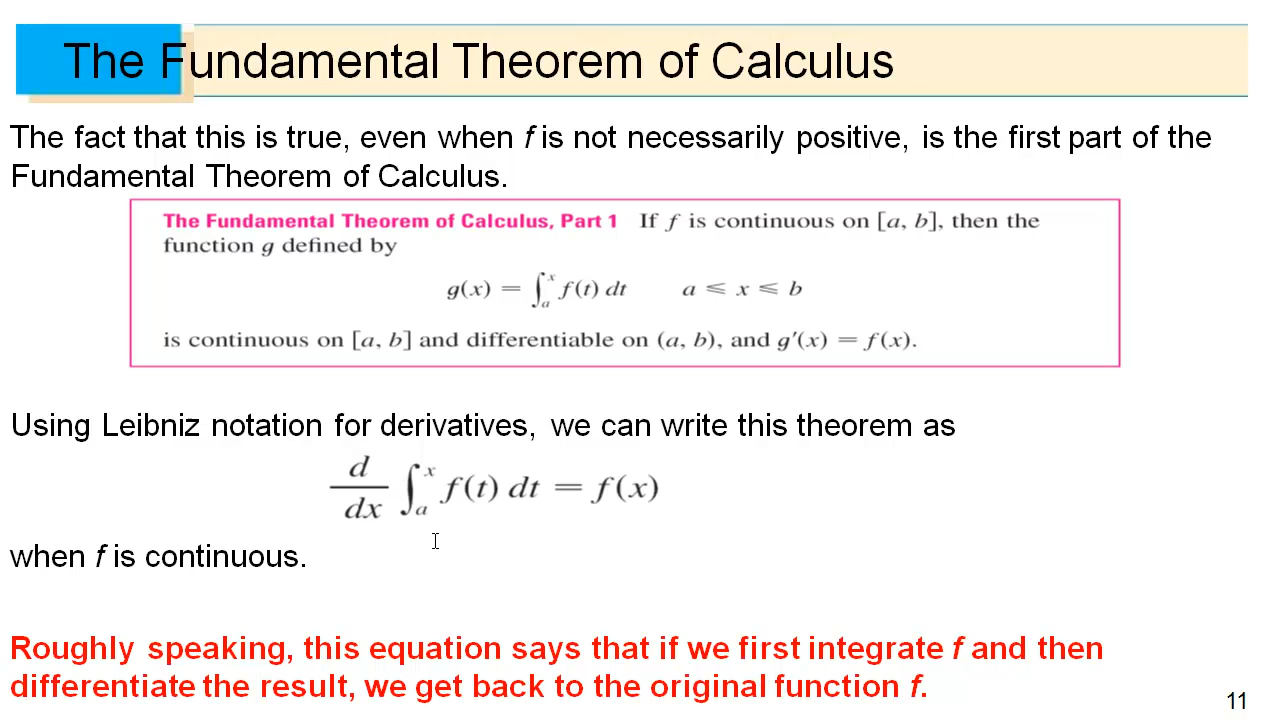 The Fundamental Theorem of Calculus
The fact that this is true, even when f is not necessarily positive, is the first part of the
Fundamental Theorem of Calculus.
The Fundamental Theorem of Calculus, Part 1 If f is continuous on [a, b], then the
function g defined by
g(x) = ∫ₐˣ f(t) dt a ≤ x ≤ b
is continuous on [a, b] and differentiable on (a, b), and g′(x) = f(x).
Using Leibniz notation for derivatives, we can write this theorem as
d/dx ∫ₐˣ f(t) dt = f(x)
when f is continuous.
Roughly speaking, this equation says that if we first integrate f and then
differentiate the result, we get back to the original function f.
11